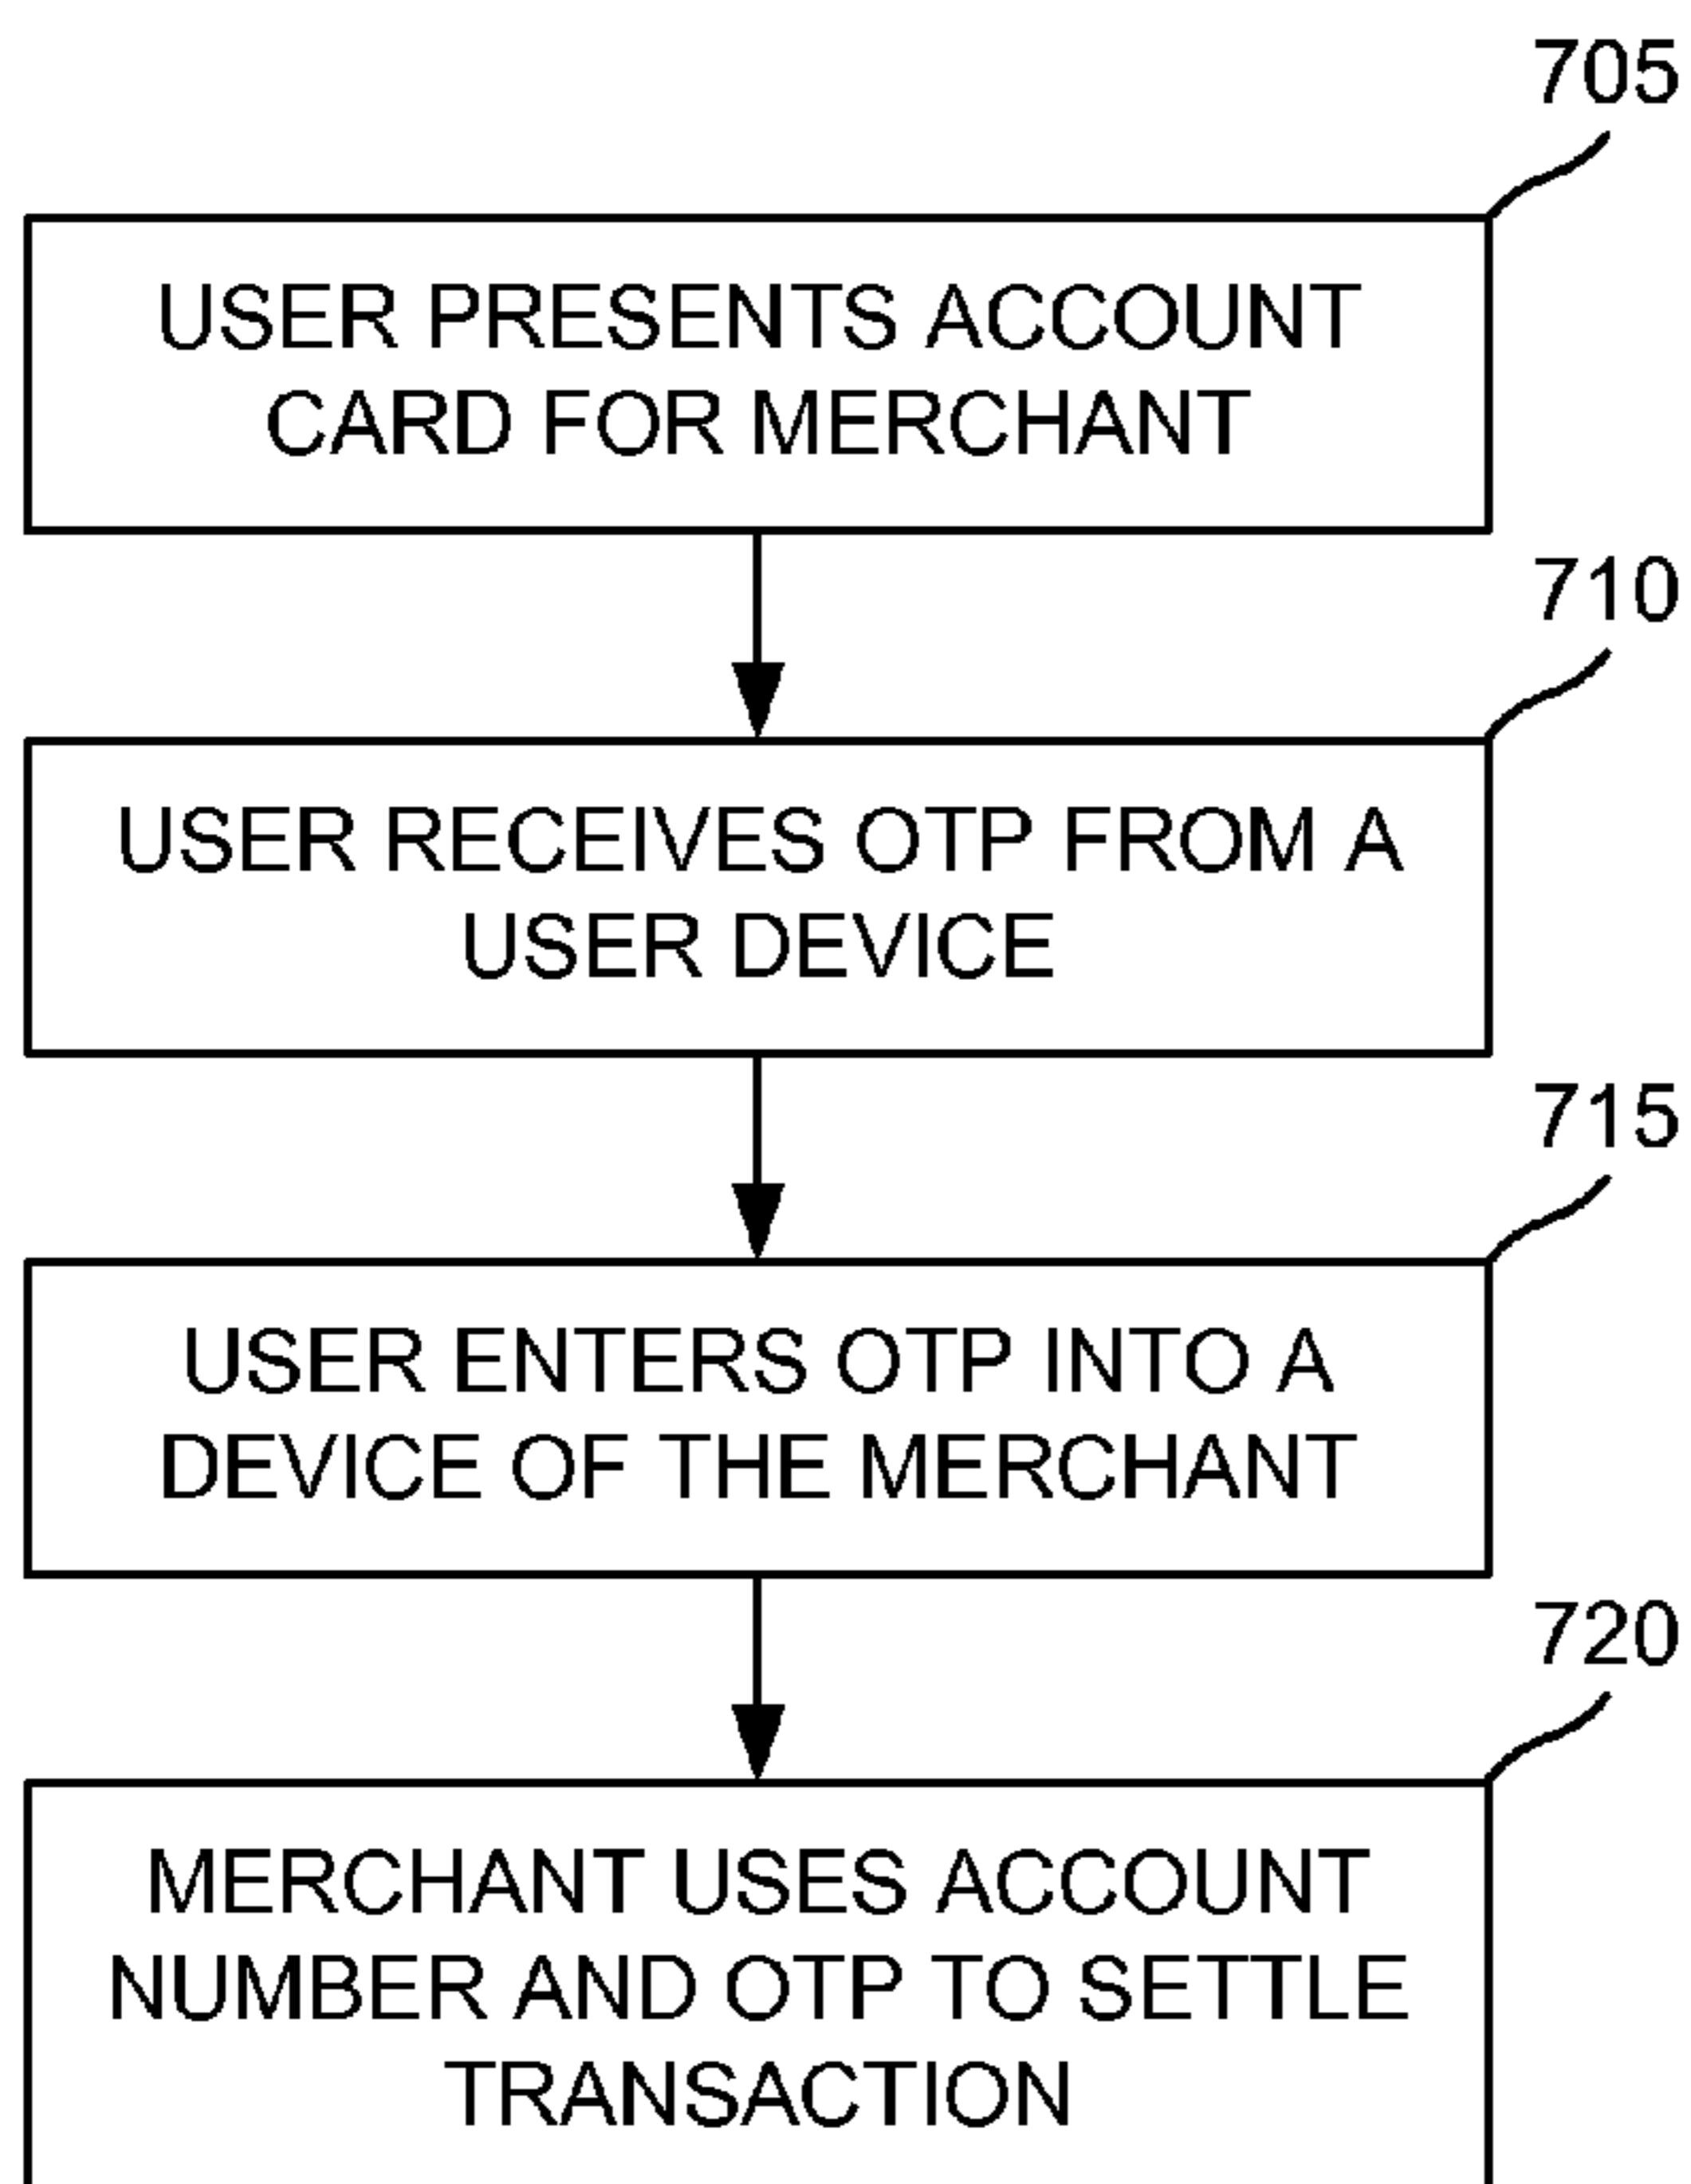 705
USER PRESENTS ACCOUNT
CARD FOR MERCHANT
710
USER RECEIVES OTP FROM A
USER DEVICE
715
USER ENTERS OTP INTO A
DEVICE OF THE MERCHANT
720
MERCHANT USES ACCOUNT
NUMBER AND OTP TO SETTLE
TRANSACTION